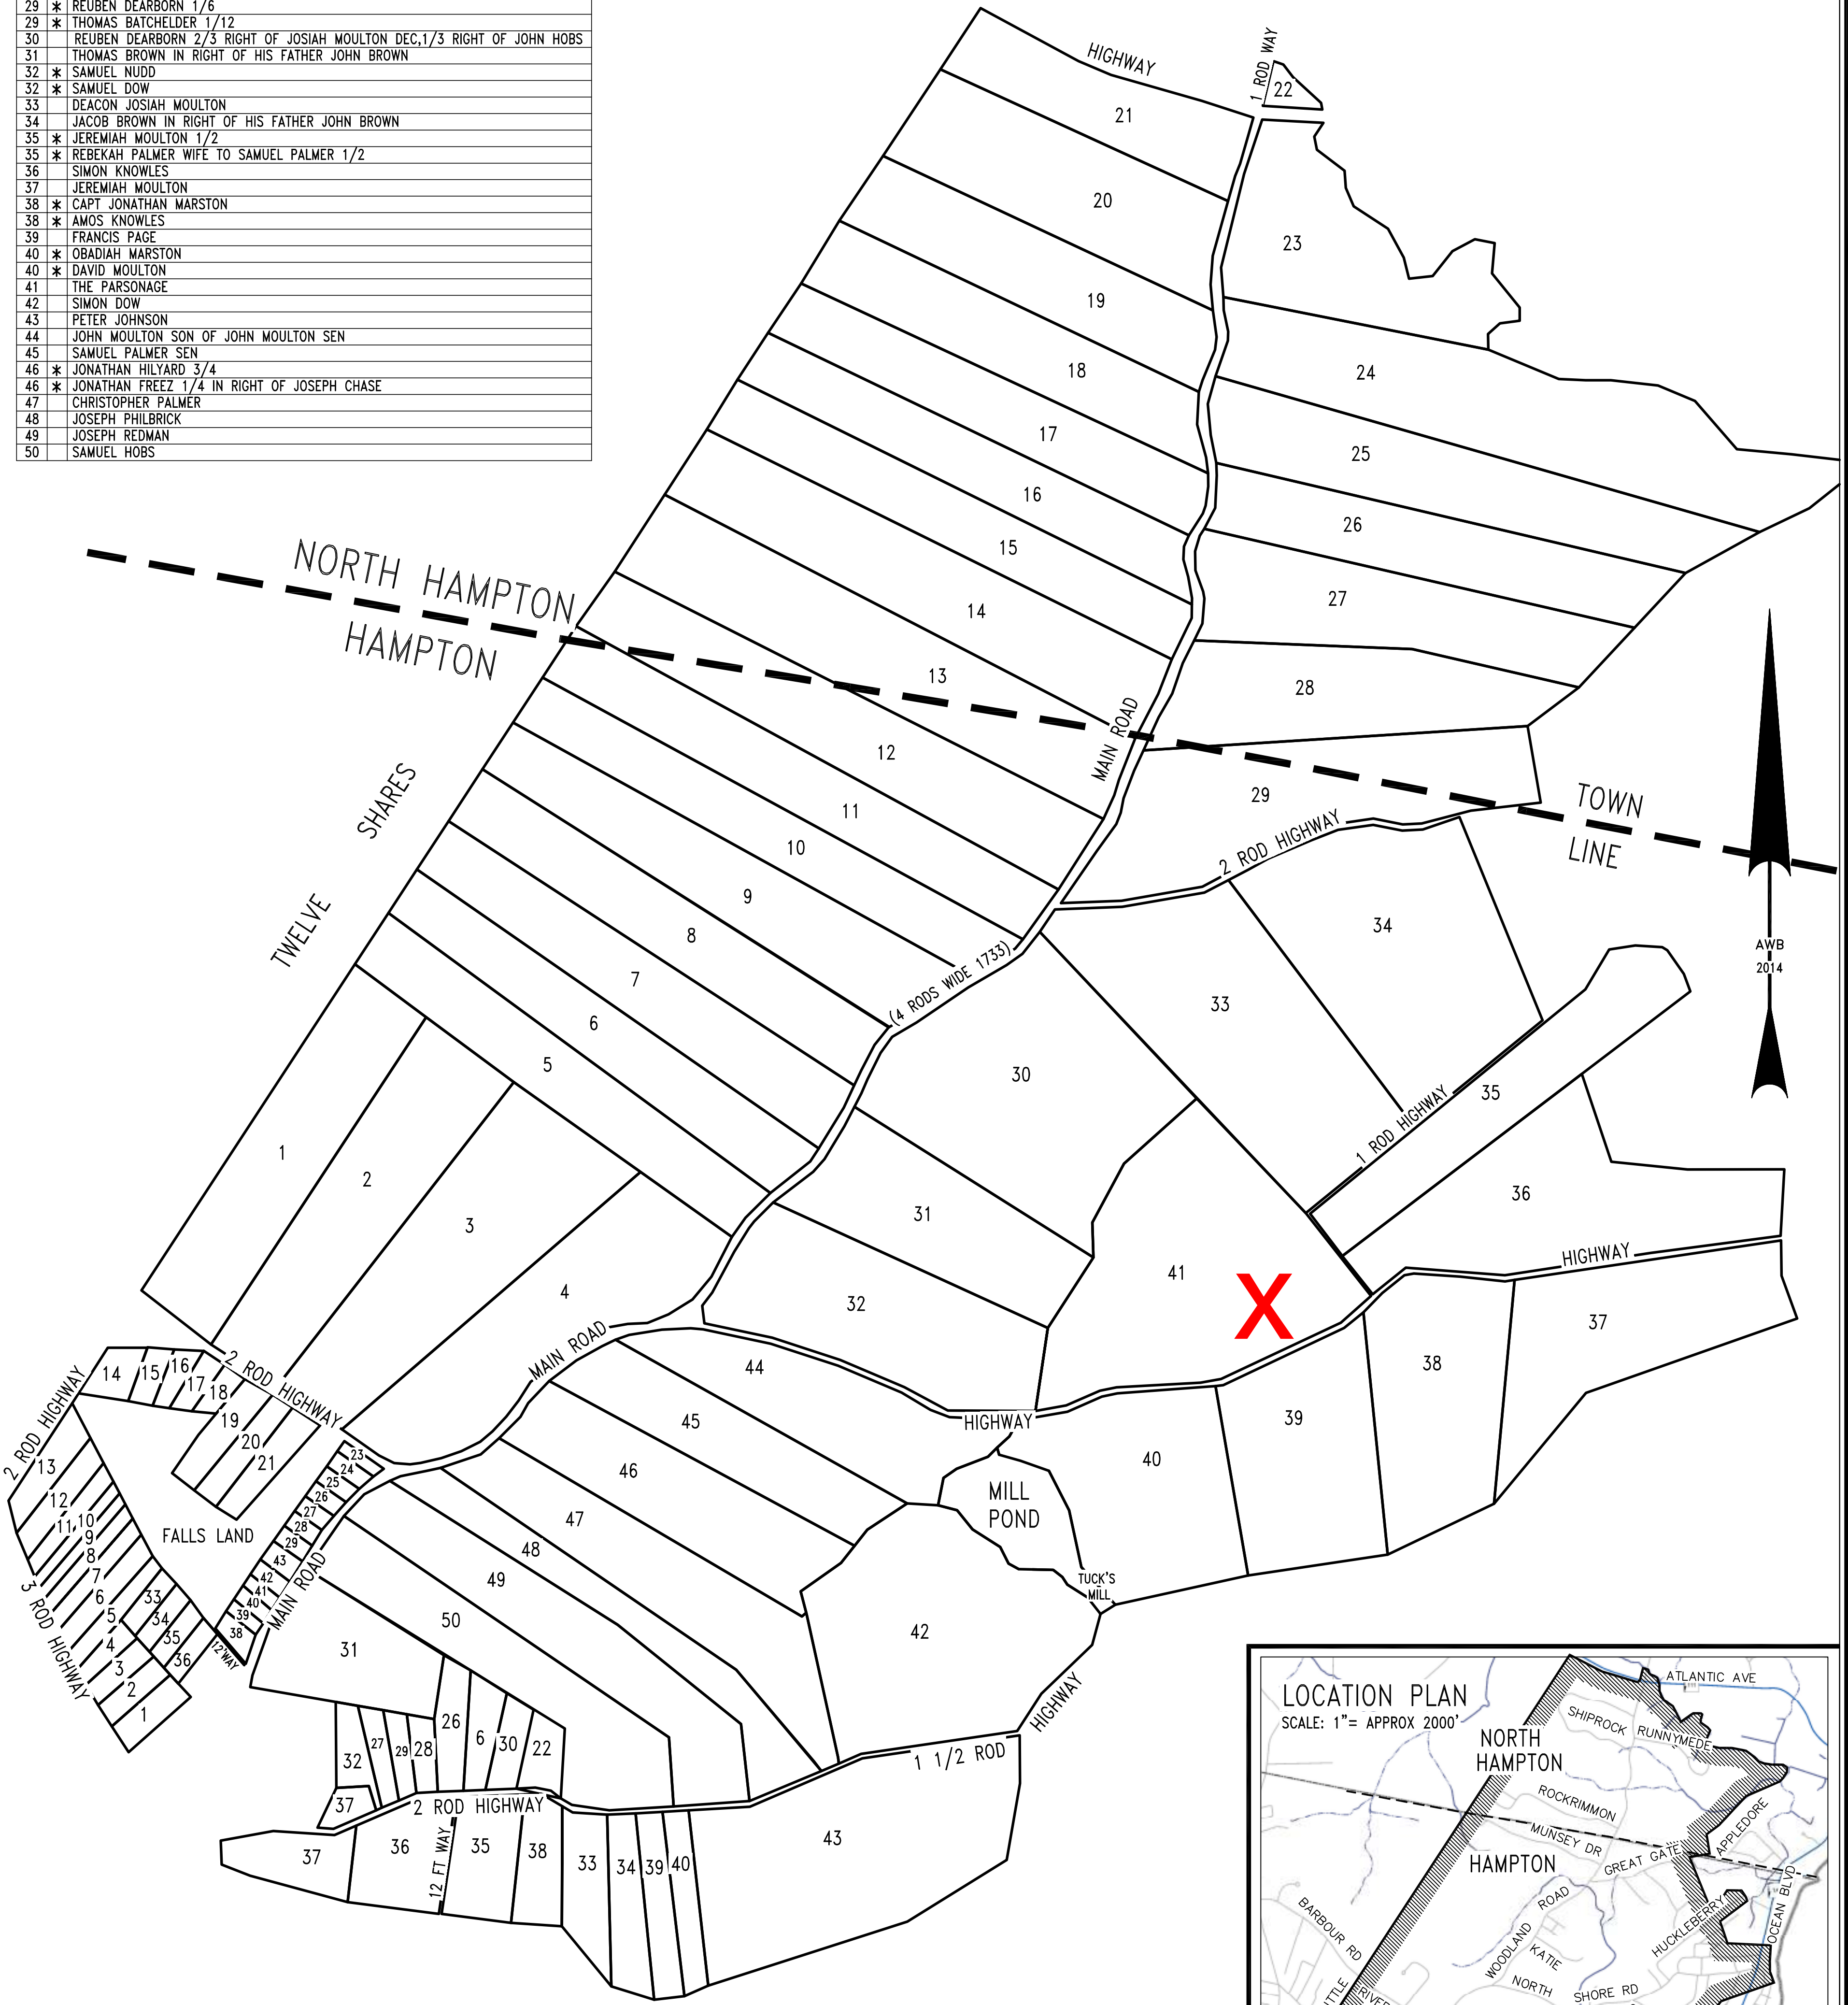 29 * REUBEN DEARBORN 1/6
29 * THOMAS BATCHELDER 1/12
30 REUBEN DEARBORN 2/3 RIGHT OF JOSIAH MOULTON DEC,1/3 RIGHT OF JOHN HOBS
31 THOMAS BROWN IN RIGHT OF HIS FATHER JOHN BROWN
32 * SAMUEL NUDD
32 * SAMUEL DOW
33 DEACON JOSIAH MOULTON
34 JACOB BROWN IN RIGHT OF HIS FATHER JOHN BROWN
35 * JEREMIAH MOULTON 1/2
35 * REBEKAH PALMER WIFE TO SAMUEL PALMER 1/2
36 SIMON KNOWLES
37 JEREMIAH MOULTON
38 * CAPT JONATHAN MARSTON
38 * AMOS KNOWLES
39 FRANCIS PAGE
40 * OBADIAH MARSTON
40 * DAVID MOULTON
41 THE PARSONAGE
42 SIMON DOW
43 PETER JOHNSON
44 JOHN MOULTON SON OF JOHN MOULTON SEN
45 SAMUEL PALMER SEN
46 * JONATHAN HILYARD 3/4
46 * JONATHAN FREEZ 1/4 IN RIGHT OF JOSEPH CHASE
47 CHRISTOPHER PALMER
48 JOSEPH PHILBRICK
49 JOSEPH REDMAN
50 SAMUEL HOBS
HIGHWAY
1 ROD WAY
22
21
20
23
19
24
18
17
25
16
26
15
27
14
NORTH HAMPTON
HAMPTON
13
28
12
MAIN ROAD
29
TOWN
LINE
11
10
2 ROD HIGHWAY
TWELVE SHARES
9
8
34
7
(4 RODS WIDE 1733)
33
AWB
2014
6
5
30
35
1 ROD HIGHWAY
1
2
3
31
36
4
32
41
X
HIGHWAY
37
MAIN ROAD
44
38
2 ROD HIGHWAY
14
15
16
17
18
19
20
21
2 ROD HIGHWAY
45
HIGHWAY
39
40
46
MILL
POND
23
24
25
26
27
28
29
43
42
41
40
39
38
13
12
11
10
9
8
7
6
5
4
3
2
1
33
34
35
36
FALLS LAND
3 ROD HIGHWAY
12'WAY
MAIN ROAD
47
48
49
50
TUCK'S
MILL
42
31
HIGHWAY
1 1/2 ROD
32
27
29
28
26
6
30
22
37
2 ROD HIGHWAY
37
36
12 FT WAY
35
38
33
34
39
40
43
LOCATION PLAN
SCALE: 1"= APPROX 2000'
ATLANTIC AVE
NORTH
HAMPTON
SHIPROCK
RUNNYMEDE
ROCKRIMMON
APPLEDORE
MUNSEY DR
GREAT GATE
HAMPTON
BARBOUR RD
WOODLAND ROAD
KATIE
HUCKLEBERRY
OCEAN BLVD
NORTH SHORE RD